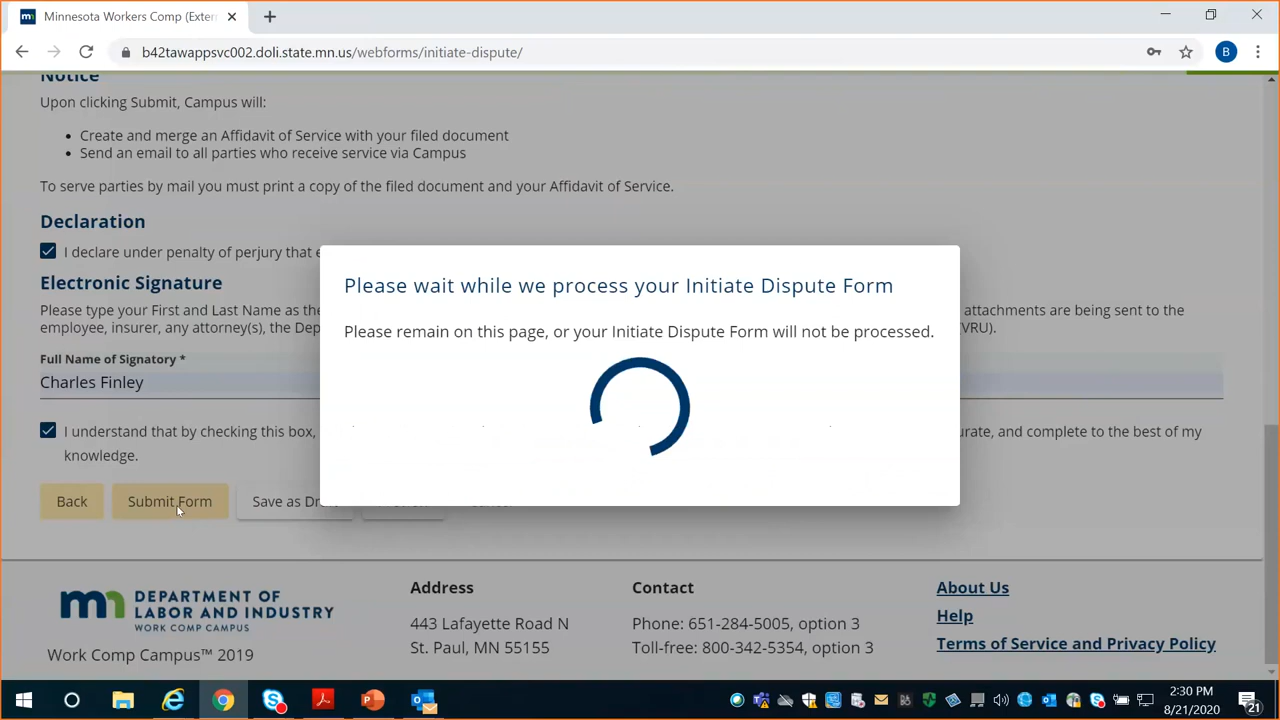 Minnesota Workers Comp (Exter
b42tawappsvc002.doli.state.mn.us/webforms/initiate-dispute/
B
Notice
Upon clicking Submit, Campus will:
• Create and merge an Affidavit of Service with your filed document
• Send an email to all parties who receive service via Campus
To serve parties by mail you must print a copy of the filed document and your Affidavit of Service.
Declaration
I declare under penalty of perjury that e
Electronic Signature
Please type your First and Last Name as the
attachments are being sent to the
employee, insurer, any attorney(s), the Dep
VRU).
Full Name of Signatory *
Charles Finley
I understand that by checking this box,
urate, and complete to the best of my
knowledge.
Please wait while we process your Initiate Dispute Form
Please remain on this page, or your Initiate Dispute Form will not be processed.
Back
Submit Form
Save as Dr
mn DEPARTMENT OF
LABOR AND INDUSTRY
WORK COMP CAMPUS
Work Comp Campus™ 2019
Address
443 Lafayette Road N
St. Paul, MN 55155
Contact
Phone: 651-284-5005, option 3
Toll-free: 800-342-5354, option 3
About Us
Help
Terms of Service and Privacy Policy
2:30 PM
8/21/2020
21